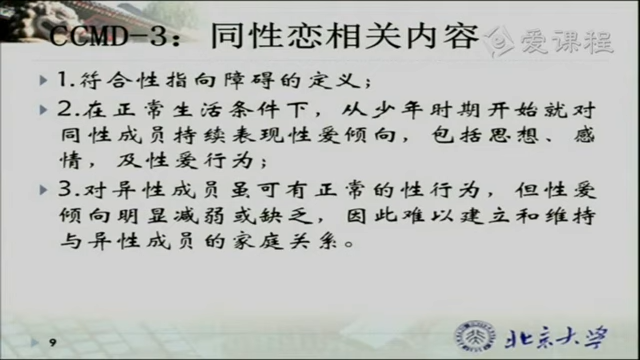 CCMD-3：同性恋相关内容
爱课程
1.符合性指向障碍的定义；
2.在正常生活条件下，从少年时期开始就对
同性成员持续表现性爱倾向，包括思想、感
情，及性爱行为；
3.对异性成员虽可有正常的性行为，但性爱
倾向明显减弱或缺乏，因此难以建立和维持
与异性成员的家庭关系。
9
北京大学